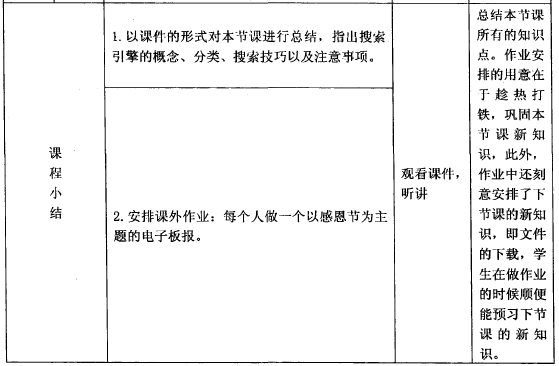 课
程
小
结
1. 以课件的形式对本节课进行总结，指出搜索
引擎的概念、分类、搜索技巧以及注意事项。
2. 安排课外作业：每个人做一个以感恩节为主
题的电子板报。
观看课件，
听讲
总结本节课
所有的知识
点。作业安
排的用意在
于趁热打
铁，巩固本
节课新知
识，此外，
作业中还刻
意安排了下
节课的新知
识，即文件
的下载，学
生在做作业
的时候顺便
能预习下节
课的新知
识。